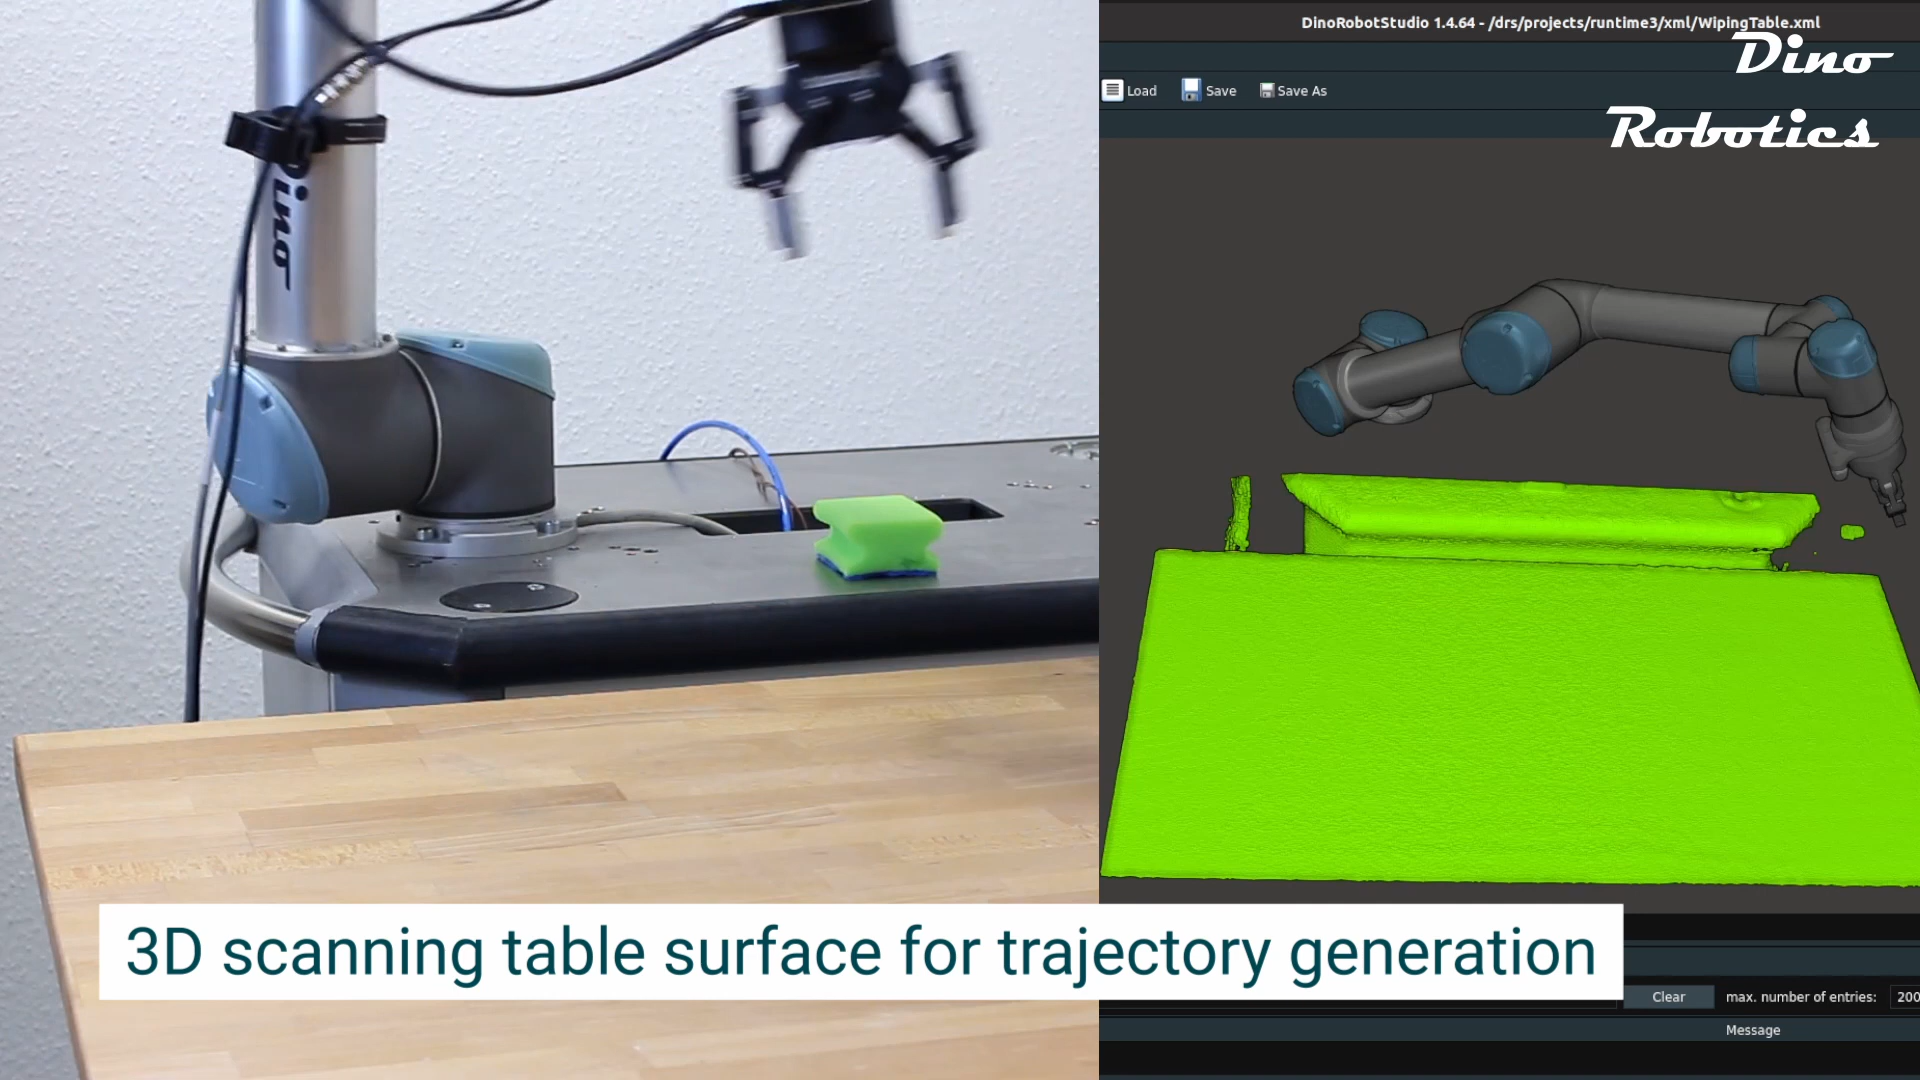 DinoRobotStudio 1.4.64 - /drs/projects/runtime3/xml/WipingTable.xml
Dino
Robotics
Load
Save
Save As
Dino
3D scanning table surface for trajectory generation
Clear
max. number of entries:
200
Message